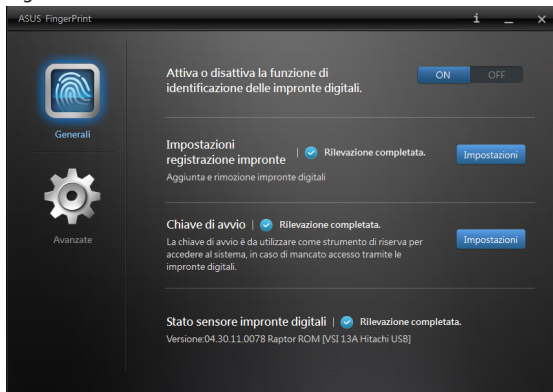 ASUS FingerPrint
Generali
Avanzate
Attiva o disattiva la funzione di
identificazione delle impronte digitali.
ON OFF
Impostazioni
registrazione impronte | Rilevazione completata.
Impostazioni
Aggiunta e rimozione impronte digitali
Chiave di avvio | Rilevazione completata.
La chiave di avvio è da utilizzare come strumento di riserva per
accedere al sistema, in caso di mancato accesso tramite le
impronte digitali.
Impostazioni
Stato sensore impronte digitali | Rilevazione completata.
Versione:04.30.11.0078 Raptor ROM [VSI 13A Hitachi USB]